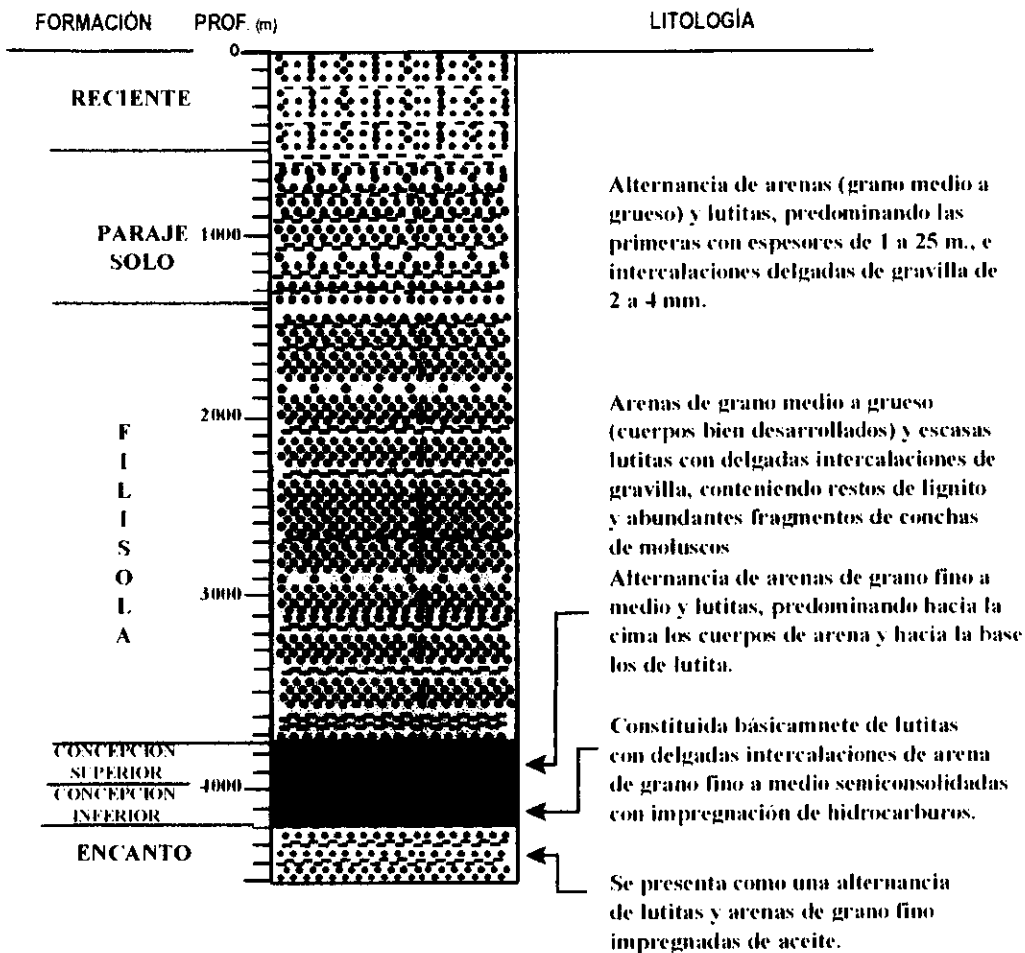 FORMACIÓN PROF. (m) LITOLOGÍA
0
RECIENTE
PARAJE
SOLO
1000
Alternancia de arenas (grano medio a
grueso) y lutitas, predominando las
primeras con espesores de 1 a 25 m., e
intercalaciones delgadas de gravilla de
2 a 4 mm.
F
I
L
I
S
O
L
A
2000
3000
Arenas de grano medio a grueso
(cuerpos bien desarrollados) y escasas
lutitas con delgadas intercalaciones de
gravilla, conteniendo restos de lignito
y abundantes fragmentos de conchas
de moluscos
Alternancia de arenas de grano fino a
medio y lutitas, predominando hacia la
cima los cuerpos de arena y hacia la base
los de lutita.
CONCEPCION
SUPERIOR
4000
CONCEPCION
INFERIOR
Constituida básicamnete de lutitas
con delgadas intercalaciones de arena
de grano fino a medio semiconsolidadas
con impregnación de hidrocarburos.
ENCANTO
Se presenta como una alternancia
de lutitas y arenas de grano fino
impregnadas de aceite.